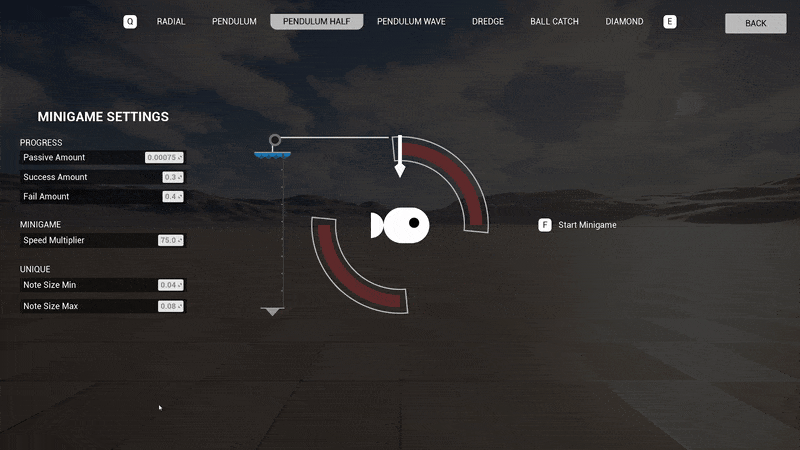 Q RADIAL PENDULUM PENDULUM HALF PENDULUM WAVE DREDGE BALL CATCH DIAMOND E BACK
MINIGAME SETTINGS
PROGRESS
Passive Amount 0.00075
Success Amount 0.3
Fail Amount 0.4
MINIGAME
Speed Multiplier 75.0
UNIQUE
Note Size Min 0.04
Note Size Max 0.08
F Start Minigame